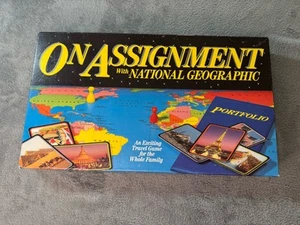 ON ASSIGNMENT
With NATIONAL GEOGRAPHIC
PORTFOLIO
An Exciting
Travel Game
for the
Whole Family